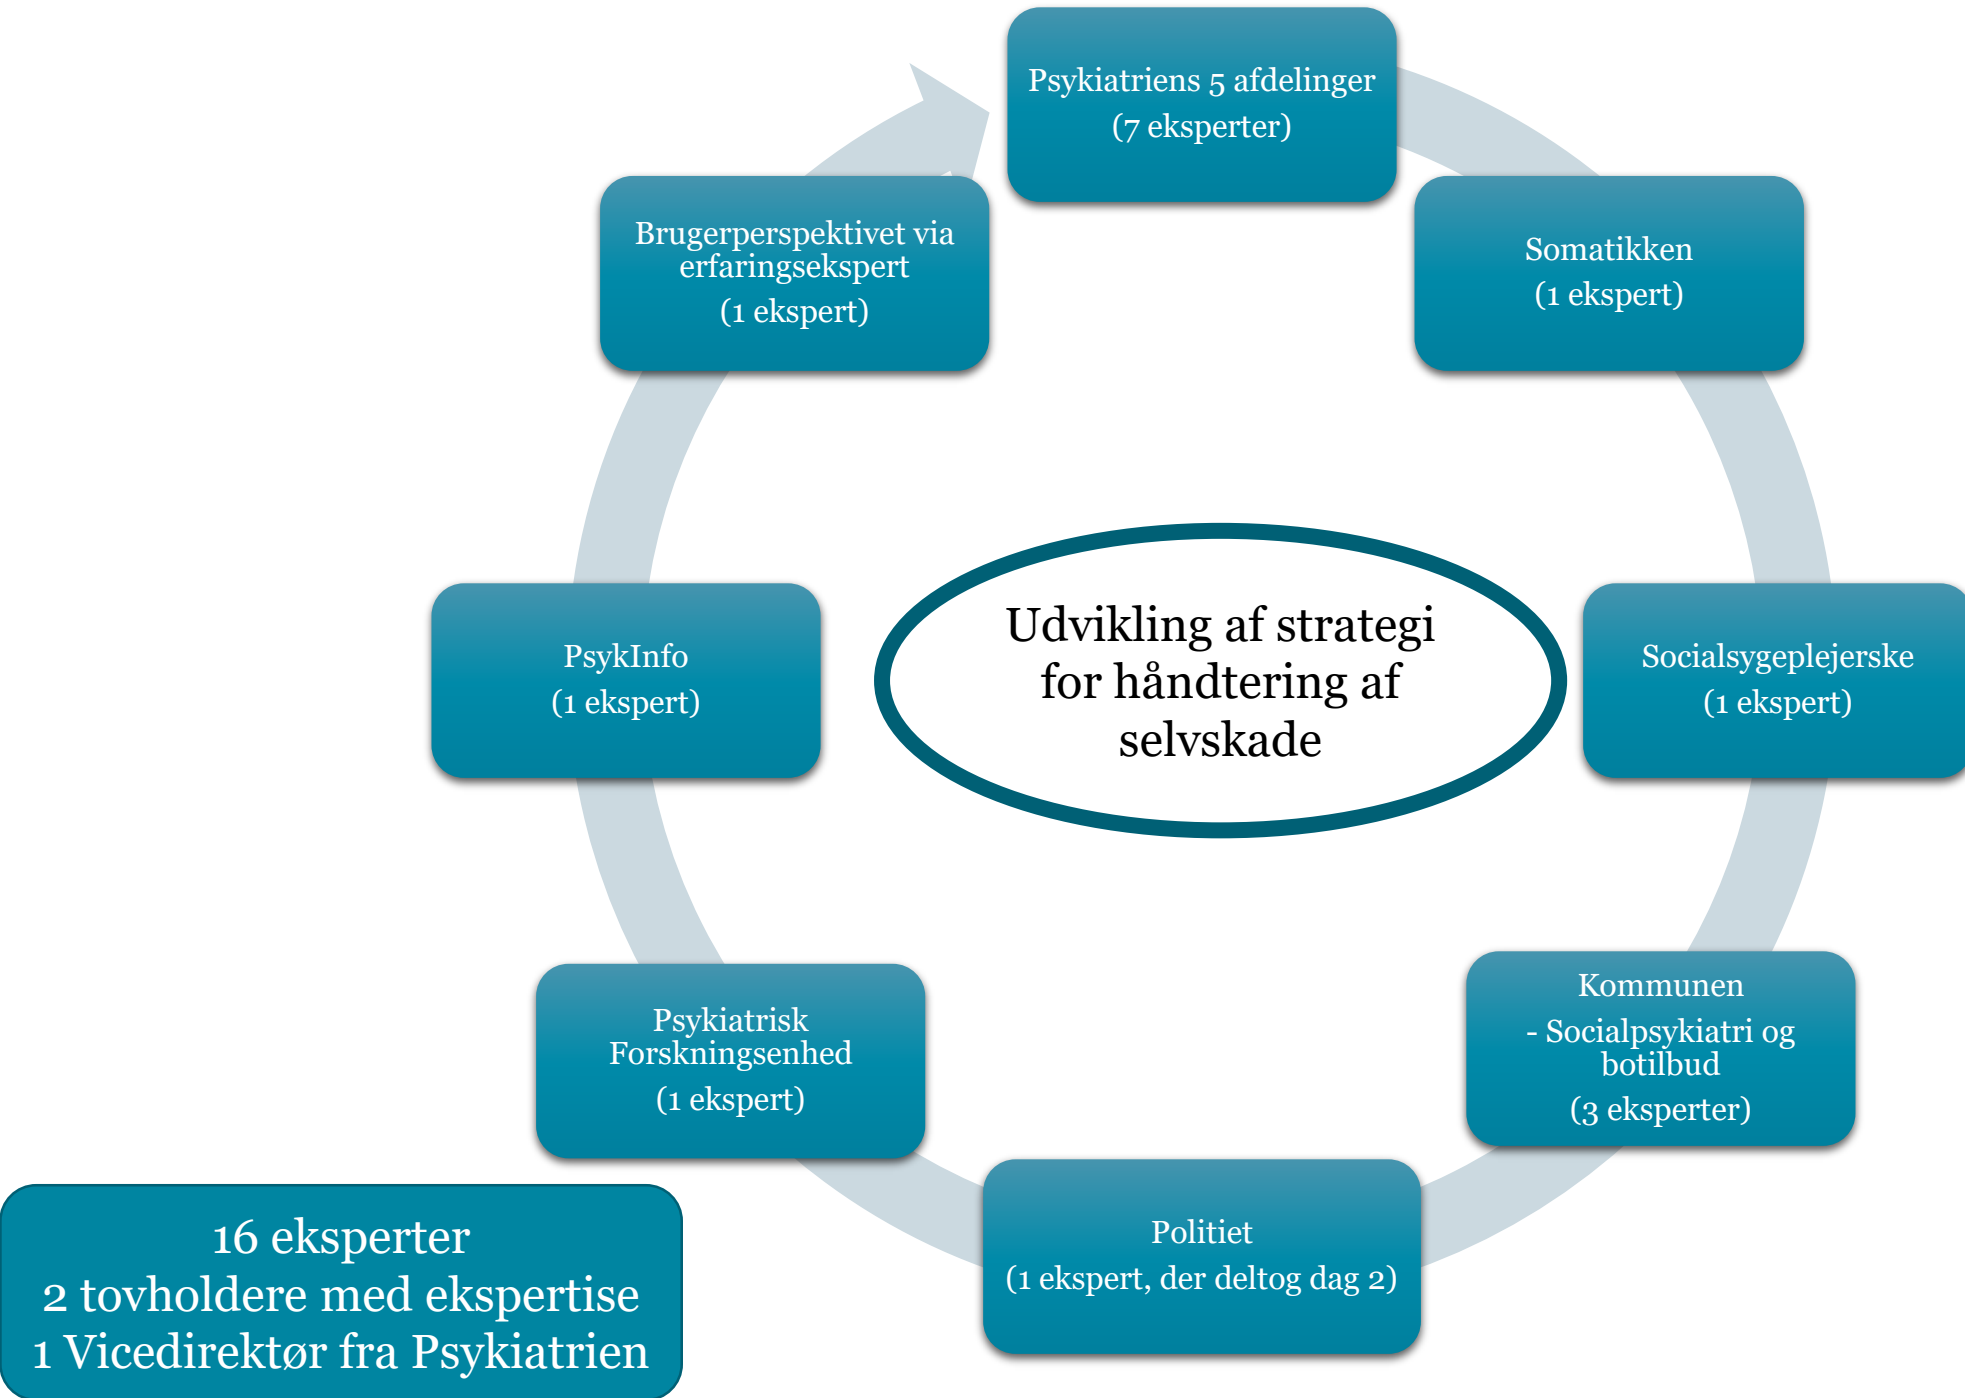 Psykiatriens 5 afdelinger
(7 eksperter)
Somatikken
(1 ekspert)
Socialsygeplejerske
(1 ekspert)
Kommunen
- Socialpsykiatri og
botilbud
(3 eksperter)
Politiet
(1 ekspert, der deltog dag 2)
Psykiatrisk
Forskningsenhed
(1 ekspert)
PsykInfo
(1 ekspert)
Brugerperspektivet via
erfaringsekspert
(1 ekspert)
Udvikling af strategi
for håndtering af
selvskade
16 eksperter
2 tovholdere med ekspertise
1 Vicedirektør fra Psykiatrien